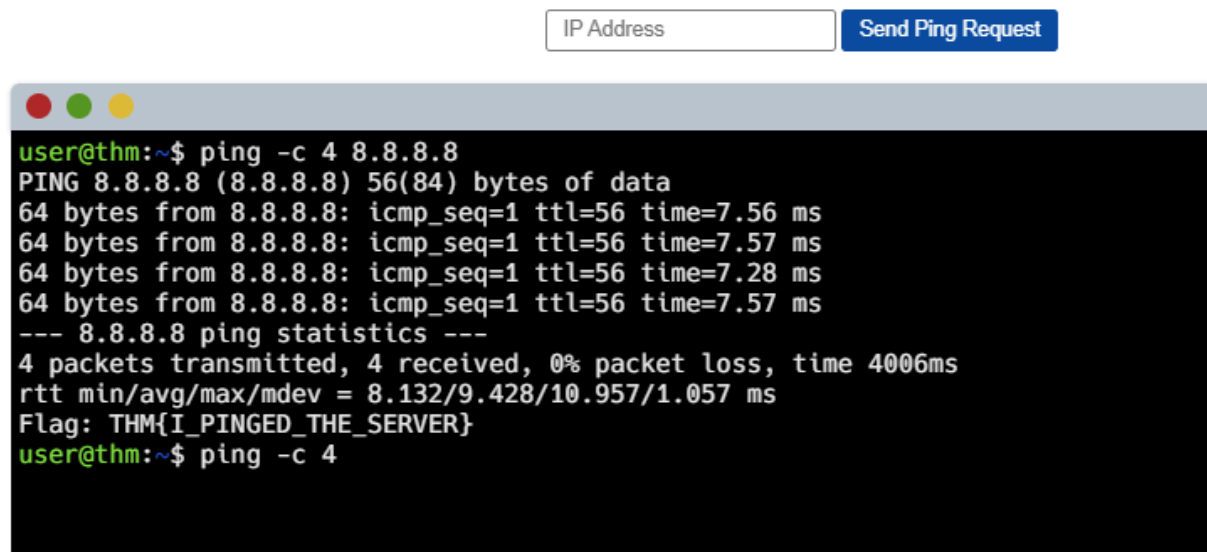 IP Address
Send Ping Request
user@thm:~$ ping -c 4 8.8.8.8
PING 8.8.8.8 (8.8.8.8) 56(84) bytes of data
64 bytes from 8.8.8.8: icmp_seq=1 ttl=56 time=7.56 ms
64 bytes from 8.8.8.8: icmp_seq=1 ttl=56 time=7.57 ms
64 bytes from 8.8.8.8: icmp_seq=1 ttl=56 time=7.28 ms
64 bytes from 8.8.8.8: icmp_seq=1 ttl=56 time=7.57 ms
--- 8.8.8.8 ping statistics ---
4 packets transmitted, 4 received, 0% packet loss, time 4006ms
rtt min/avg/max/mdev = 8.132/9.428/10.957/1.057 ms
Flag: THM{I_PINGED_THE_SERVER}
user@thm:~$ ping -c 4